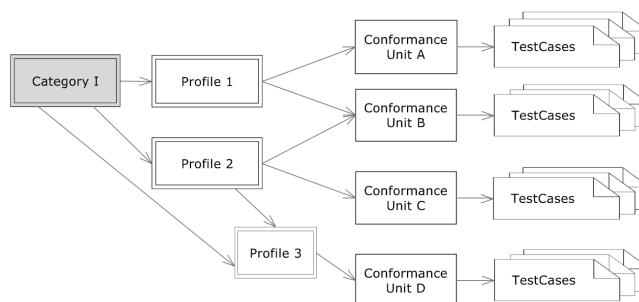 Conformance
Unit A
TestCases
Category I
Profile 1
Conformance
Unit B
TestCases
Profile 2
Conformance
Unit C
TestCases
Profile 3
Conformance
Unit D
TestCases